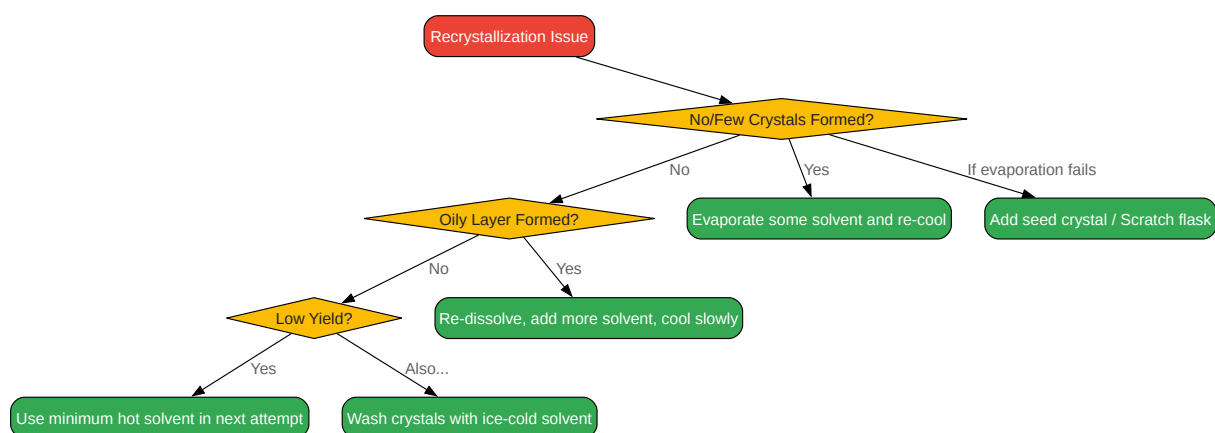 Recrystallization Issue
No/Few Crystals Formed?
No
Yes
If evaporation fails
Oily Layer Formed?
Evaporate some solvent and re-cool
Add seed crystal / Scratch flask
No
Yes
Low Yield?
Re-dissolve, add more solvent, cool slowly
Yes
Also...
Use minimum hot solvent in next attempt
Wash crystals with ice-cold solvent